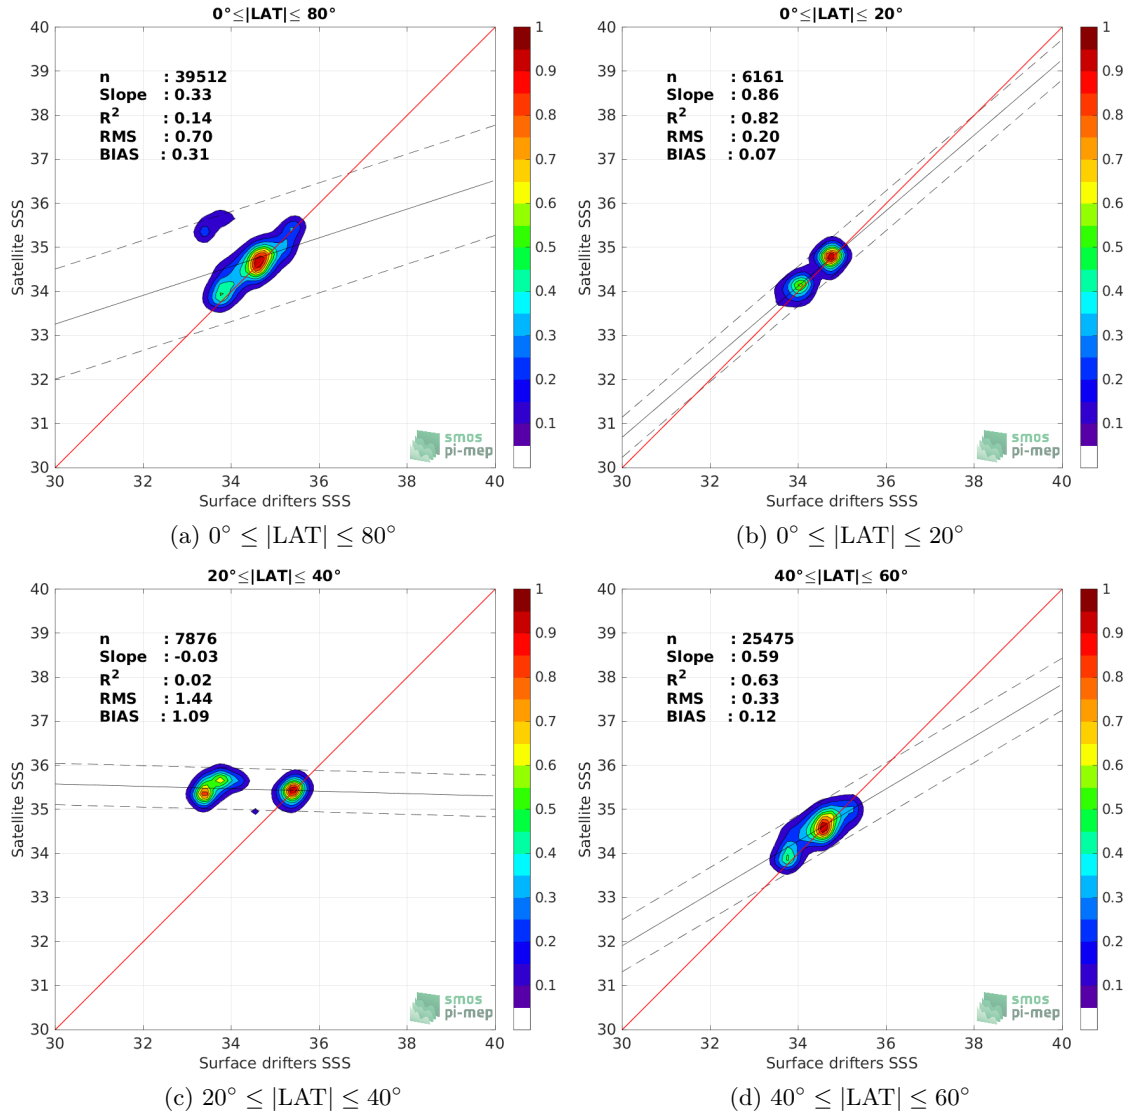 0°≤|LAT|≤ 80°
40
39
38
37
36
35
34
33
32
31
30
30 32 34 36 38 40
Satellite SSS
Surface drifters SSS
n : 39512
Slope : 0.33
R² : 0.14
RMS : 0.70
BIAS : 0.31
1
0.9
0.8
0.7
0.6
0.5
0.4
0.3
0.2
0.1
smos
pi-mep
(a) 0° ≤ |LAT| ≤ 80°
0°≤|LAT|≤ 20°
40
39
38
37
36
35
34
33
32
31
30
30 32 34 36 38 40
Satellite SSS
Surface drifters SSS
n : 6161
Slope : 0.86
R² : 0.82
RMS : 0.20
BIAS : 0.07
1
0.9
0.8
0.7
0.6
0.5
0.4
0.3
0.2
0.1
smos
pi-mep
(b) 0° ≤ |LAT| ≤ 20°
20°≤|LAT|≤ 40°
40
39
38
37
36
35
34
33
32
31
30
30 32 34 36 38 40
Satellite SSS
Surface drifters SSS
n : 7876
Slope : -0.03
R² : 0.02
RMS : 1.44
BIAS : 1.09
1
0.9
0.8
0.7
0.6
0.5
0.4
0.3
0.2
0.1
smos
pi-mep
(c) 20° ≤ |LAT| ≤ 40°
40°≤|LAT|≤ 60°
40
39
38
37
36
35
34
33
32
31
30
30 32 34 36 38 40
Satellite SSS
Surface drifters SSS
n : 25475
Slope : 0.59
R² : 0.63
RMS : 0.33
BIAS : 0.12
1
0.9
0.8
0.7
0.6
0.5
0.4
0.3
0.2
0.1
smos
pi-mep
(d) 40° ≤ |LAT| ≤ 60°